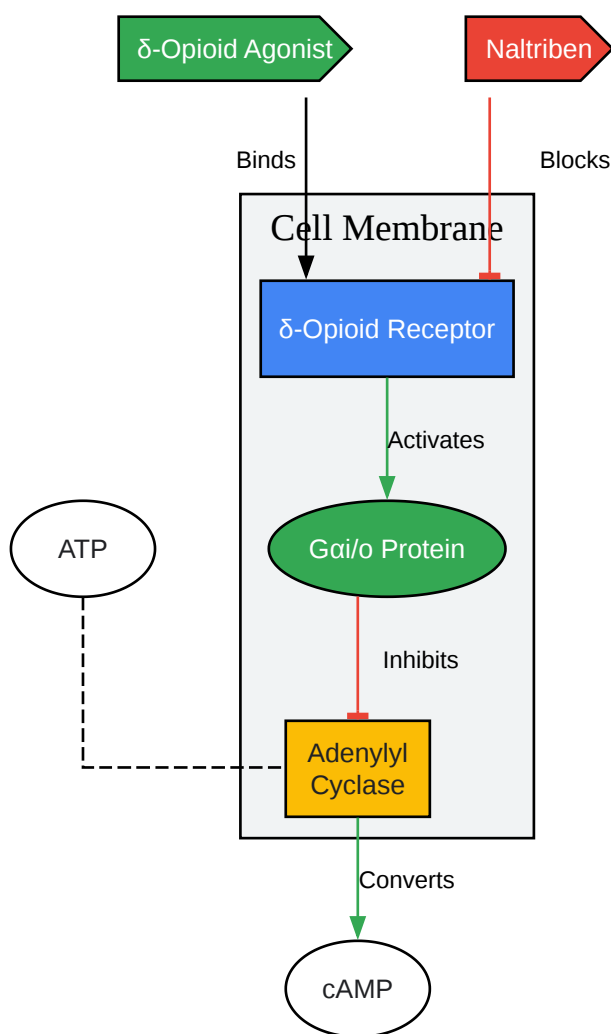 δ-Opioid Agonist
Naltriben
Binds
Blocks
Cell Membrane
δ-Opioid Receptor
Activates
ATP
Gαi/o Protein
Inhibits
Adenylyl
Cyclase
Converts
cAMP